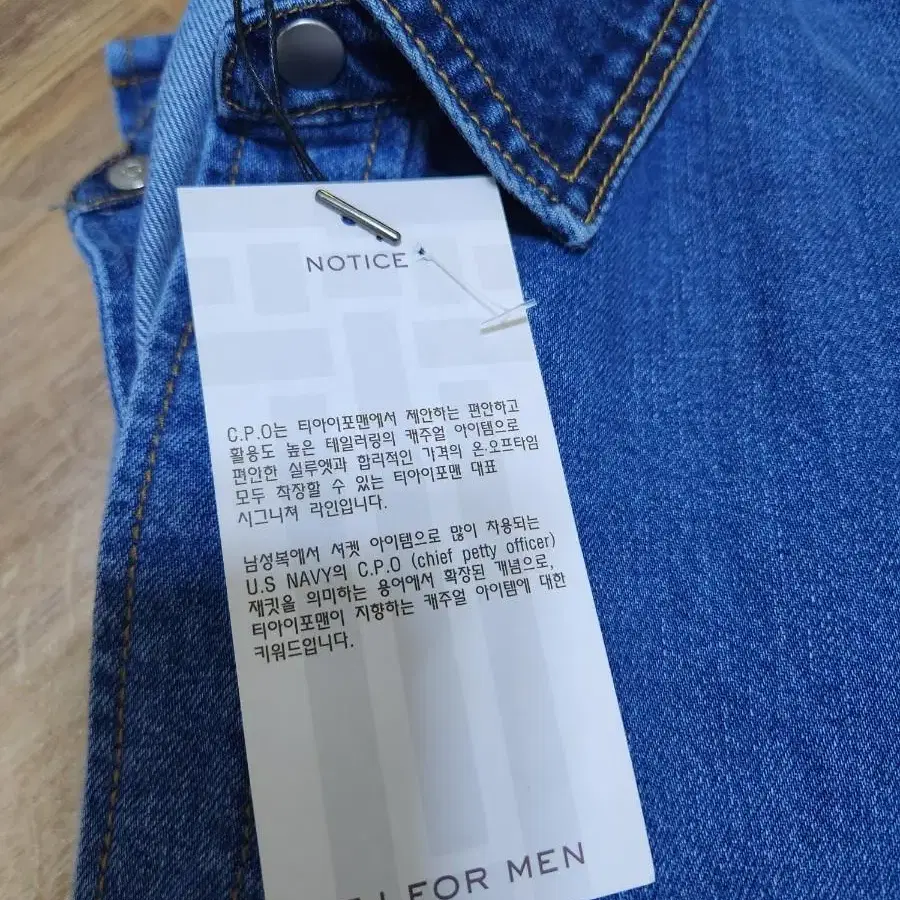 NOTICE
C.P.O는 티아이포맨에서 제안하는 편안하고
활용도 높은 테일러링의 캐주얼 아이템으로
편안한 실루엣과 합리적인 가격의 온·오프타임
모두 착장할 수 있는 티아이포맨 대표
시그니쳐 라인입니다.
남성복에서 셔켓 아이템으로 많이 차용되는
U.S NAVY의 C.P.O (chief petty officer)
재킷을 의미하는 용어에서 확장된 개념으로,
티아이포맨이 지향하는 캐주얼 아이템에 대한
키워드입니다.
FOR MEN